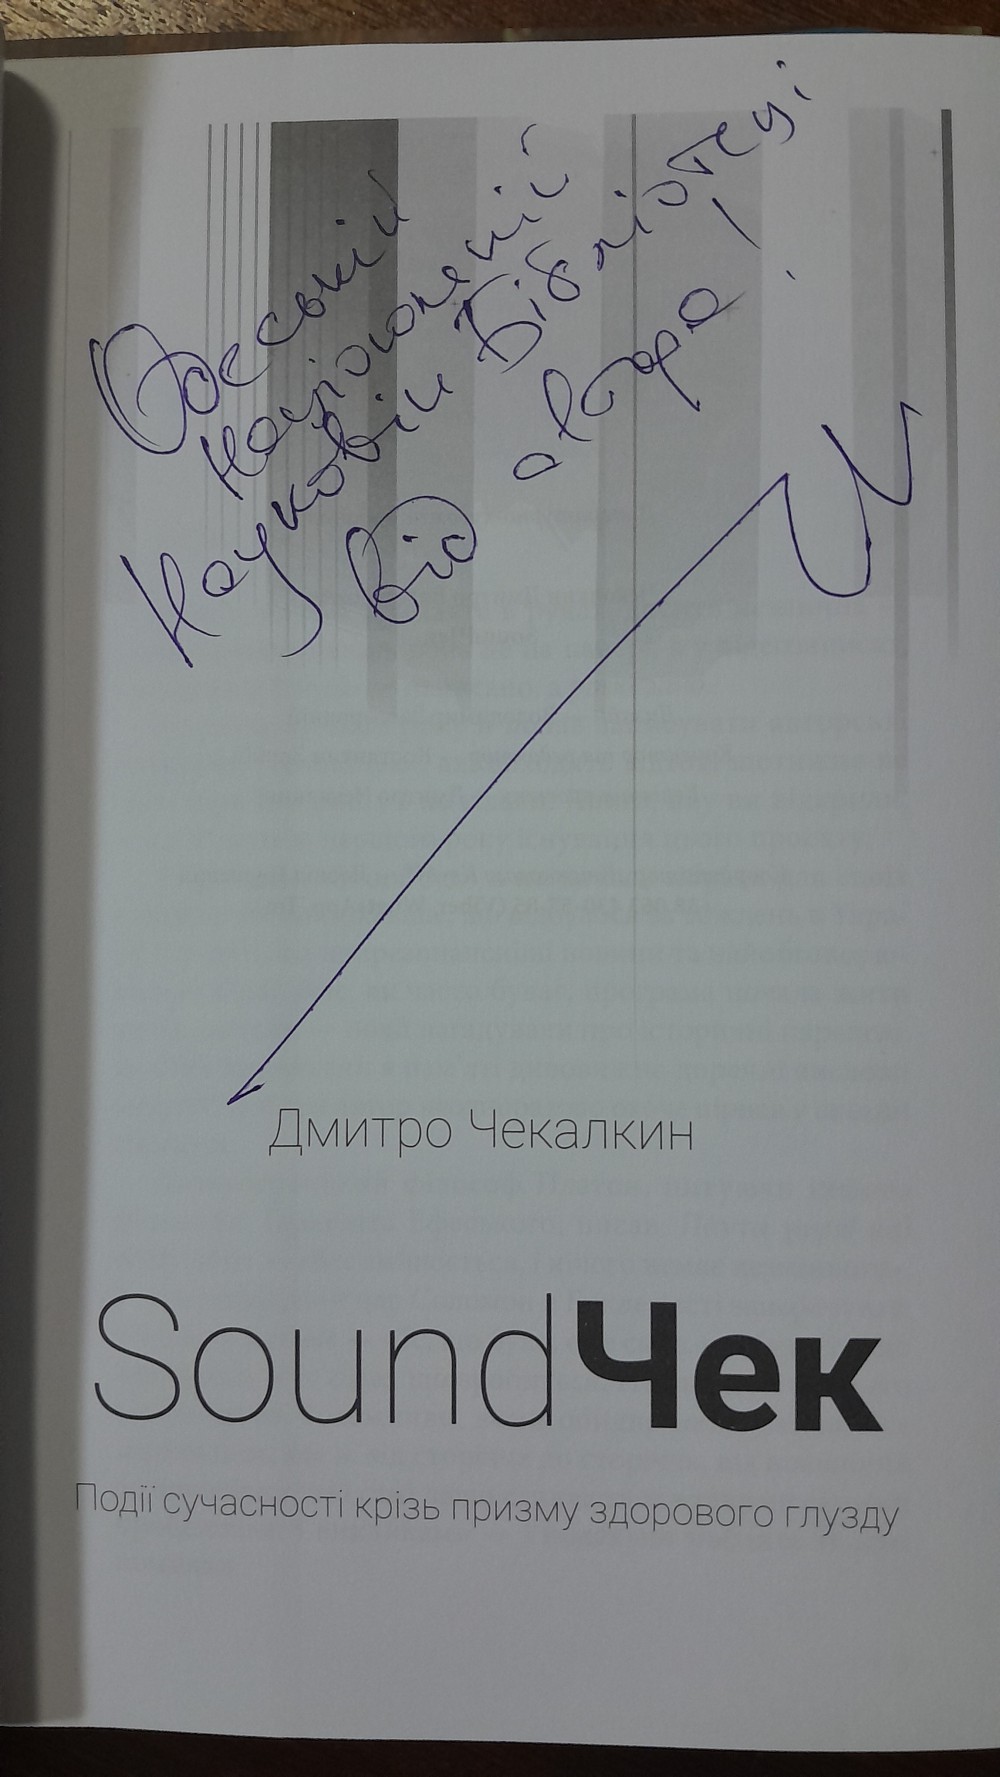 Одеській
Національній
Науковій Бібліотеці
Від автора!
Дмитро Чекалкин
SoundЧек
Події сучасності крізь призму здорового глузду